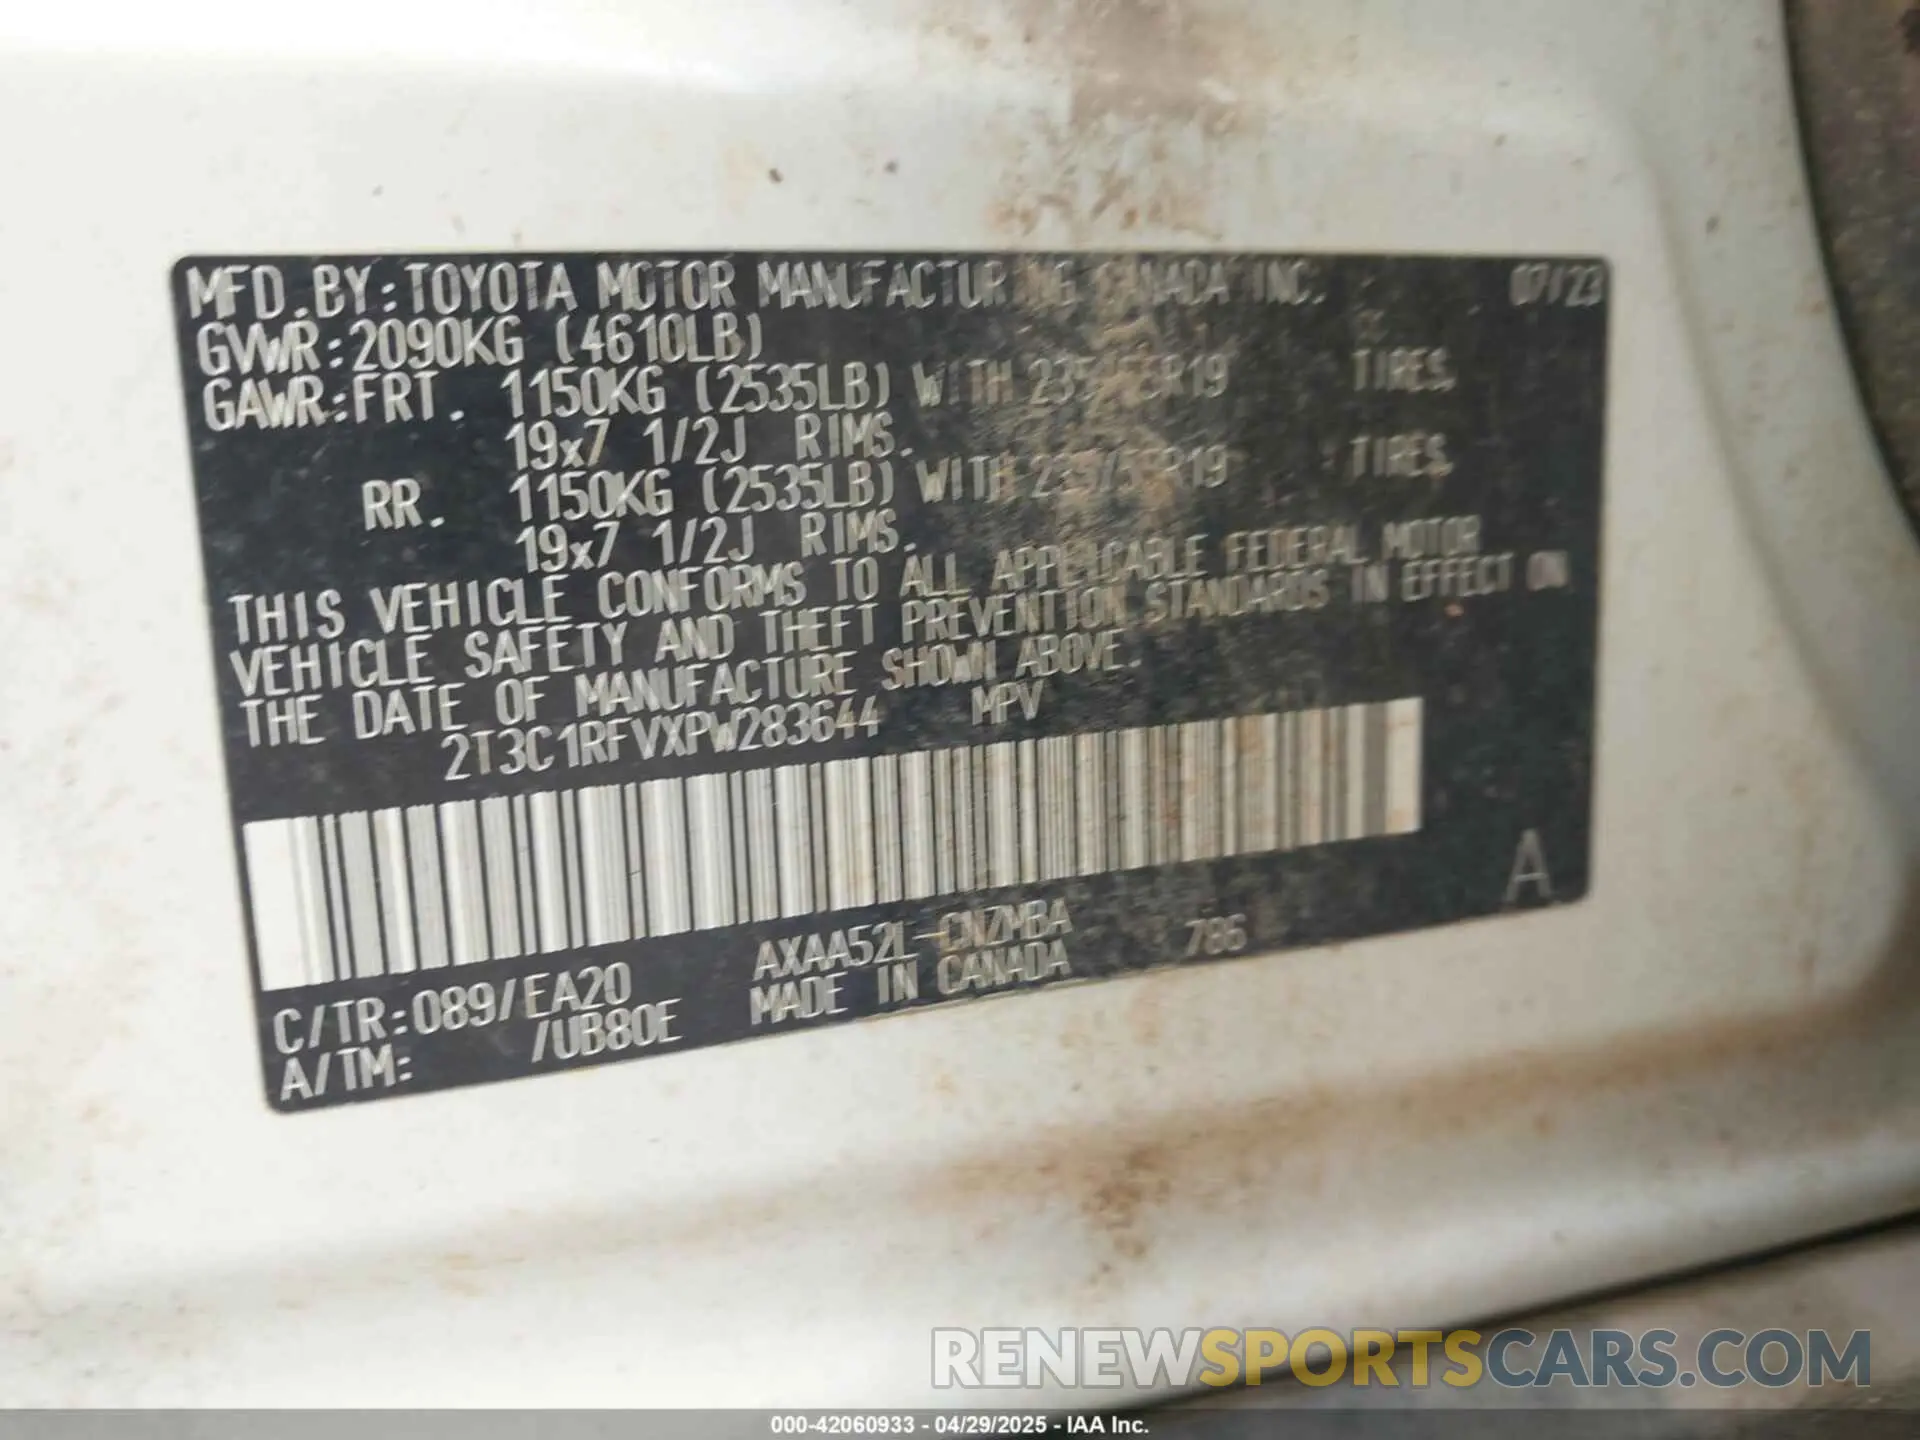 MFD.BY:TOYOTA MOTOR MANUFACTURING CANADA INC. 07/23
GVWR:2090KG (4610LB)
GAWR:FRT. 1150KG (2535LB) WITH 235/55R19 TIRES.
19x7 1/2J RIMS.
RR. 1150KG (2535LB) WITH 235/55R19 TIRES.
19x7 1/2J RIMS.
THIS VEHICLE CONFORMS TO ALL APPLICABLE FEDERAL MOTOR
VEHICLE SAFETY AND THEFT PREVENTION STANDARDS IN EFFECT ON
THE DATE OF MANUFACTURE SHOWN ABOVE.
2T3C1RFVXPW283644 MPV
C/TR:089/EA20 AXAA52L-CNZMBA 786 A
A/TM: /UB80E MADE IN CANADA
RENEWSPORTSCARS.COM
000-42060933 - 04/29/2025 - IAA Inc.